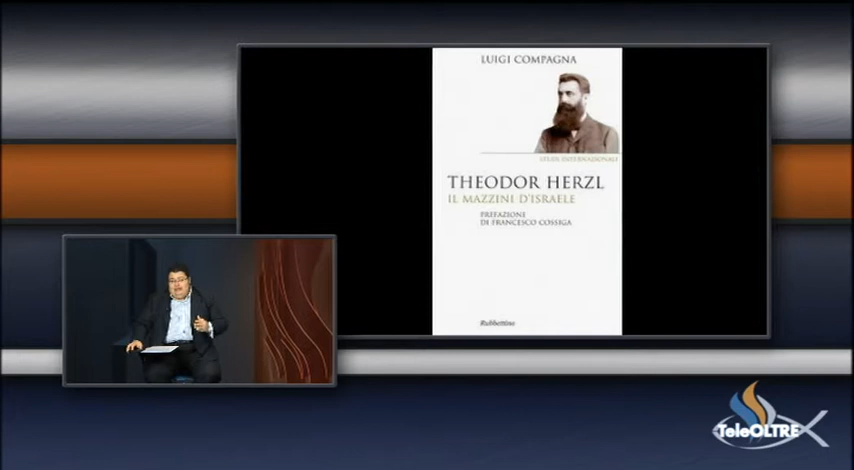 LUIGI COMPAGNA
STUDI INTERNAZIONALI
THEODOR HERZL
IL MAZZINI D'ISRAELE
PREFAZIONE
DI FRANCESCO COSSIGA
Rubbettino
TeleOLTRE